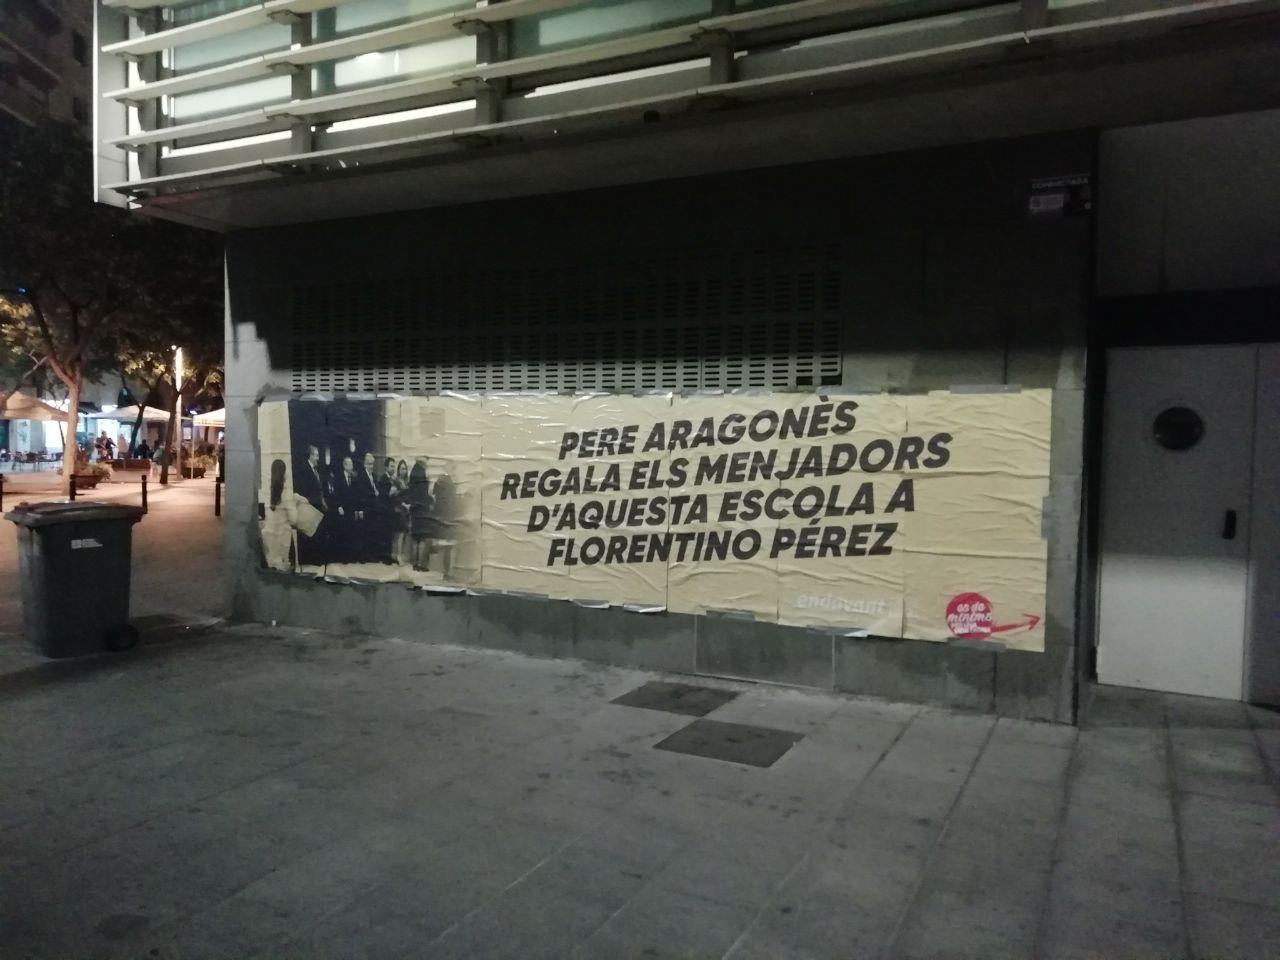 PERE ARAGONÈS
REGALA ELS MENJADORS
D'AQUESTA ESCOLA A
FLORENTINO PÉREZ
endavant